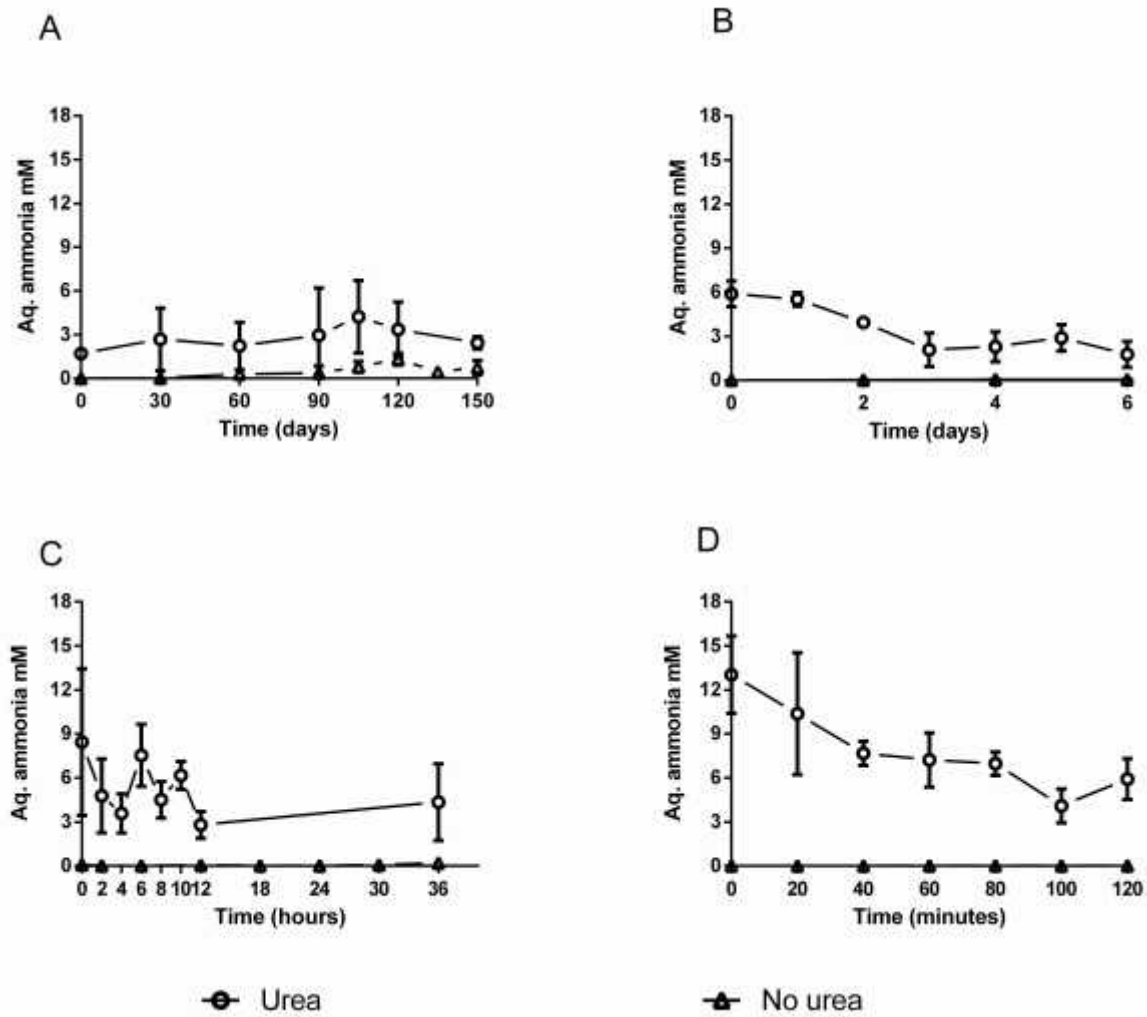 A
Aq. ammonia mM
18
15
12
9
6
3
0
0 30 60 90 120 150
Time (days)
B
Aq. ammonia mM
18
15
12
9
6
3
0
0 2 4 6
Time (days)
C
Aq. ammonia mM
18
15
12
9
6
3
0
0 2 4 6 8 10 12 18 24 30 36
Time (hours)
D
Aq. ammonia mM
18
15
12
9
6
3
0
0 20 40 60 80 100 120
Time (minutes)
Urea
No urea